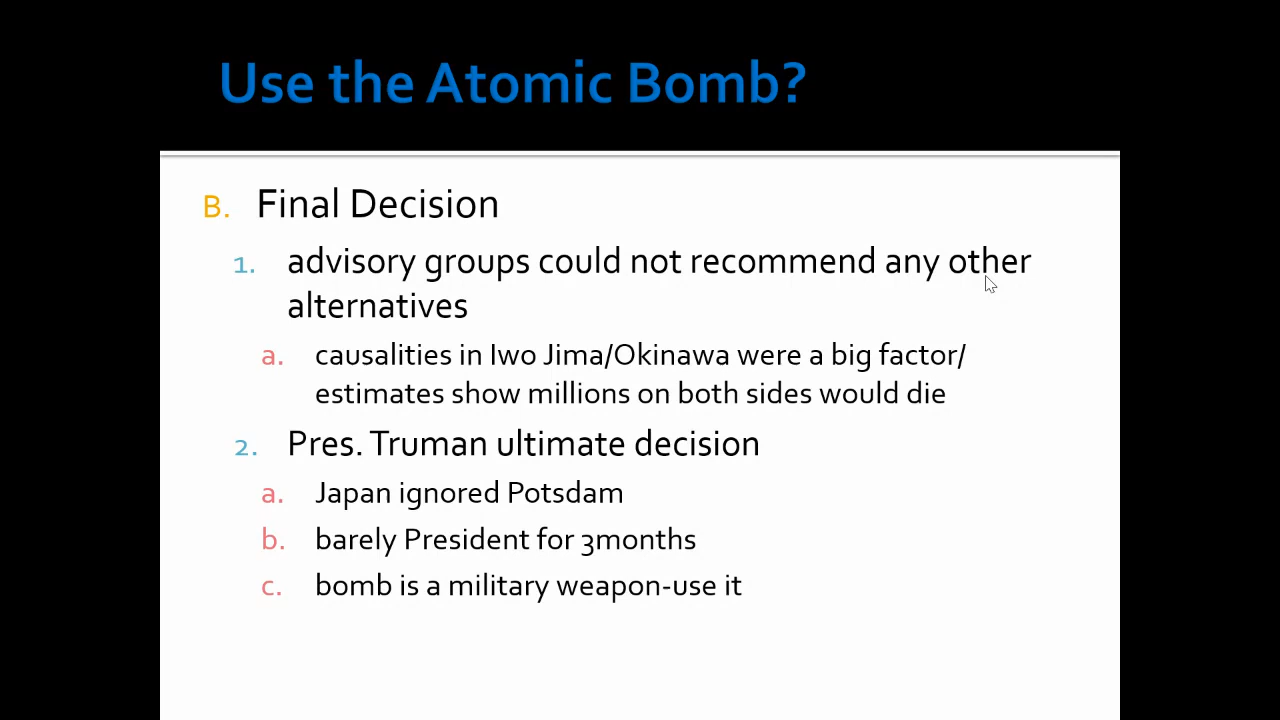 Use the Atomic Bomb?
B. Final Decision
1. advisory groups could not recommend any other
alternatives
a. causalities in Iwo Jima/Okinawa were a big factor/
estimates show millions on both sides would die
2. Pres. Truman ultimate decision
a. Japan ignored Potsdam
b. barely President for 3months
c. bomb is a military weapon-use it